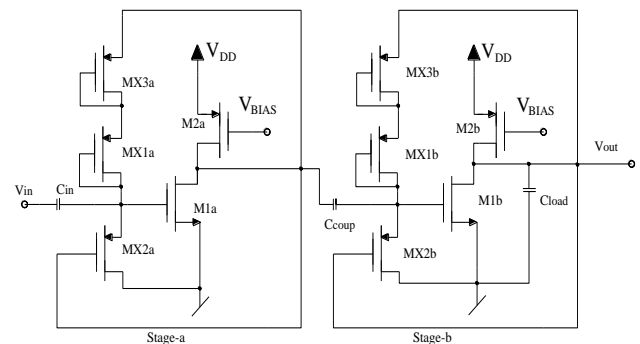 MX3a
V_DD
V_BIAS
M2a
MX1a
Vin
Cin
M1a
MX2a
Stage-a
MX3b
V_DD
V_BIAS
M2b
MX1b
Vout
M1b
Cload
Ccoup
MX2b
Stage-b